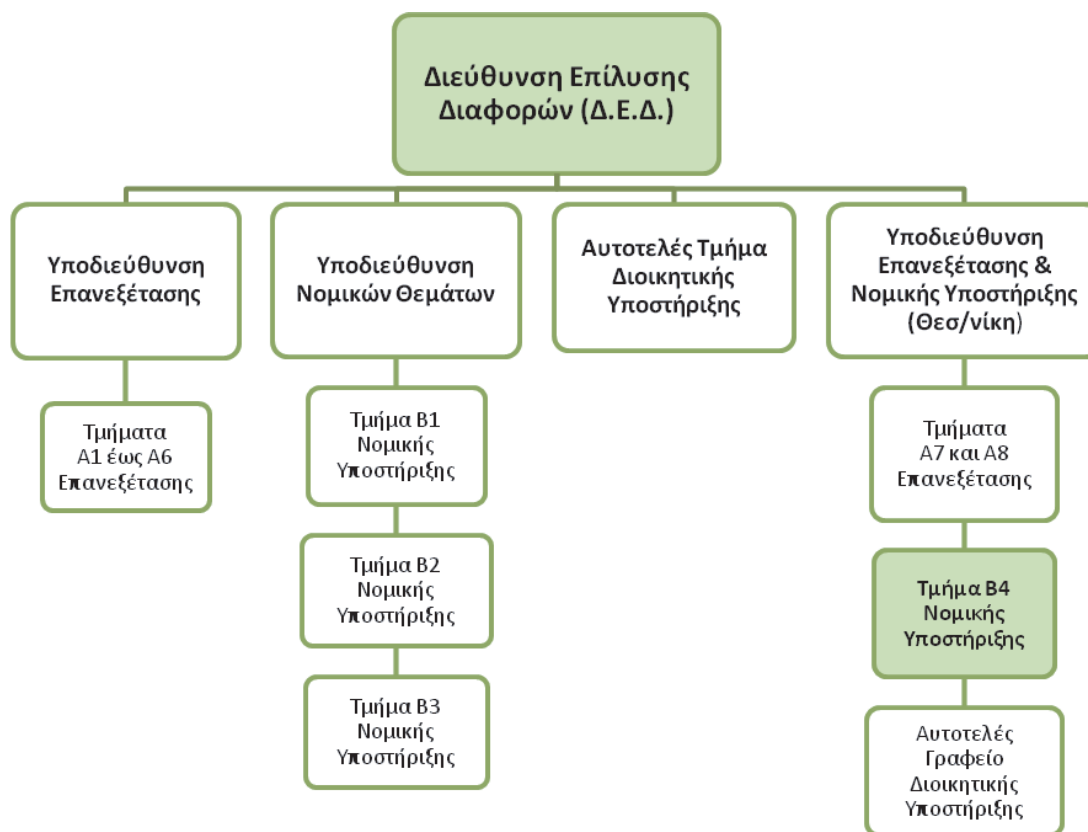 Διεύθυνση Επίλυσης
Διαφορών (Δ.Ε.Δ.)
Υποδιεύθυνση
Επανεξέτασης
Υποδιεύθυνση
Νομικών Θεμάτων
Αυτοτελές Τμήμα
Διοικητικής
Υποστήριξης
Υποδιεύθυνση
Επανεξέτασης &
Νομικής Υποστήριξης
(Θεσ/νίκη)
Τμήματα
Α1 έως Α6
Επανεξέτασης
Τμήμα Β1
Νομικής
Υποστήριξης
Τμήμα Β2
Νομικής
Υποστήριξης
Τμήμα Β3
Νομικής
Υποστήριξης
Τμήματα
Α7 και Α8
Επανεξέτασης
Τμήμα Β4
Νομικής
Υποστήριξης
Αυτοτελές
Γραφείο
Διοικητικής
Υποστήριξης